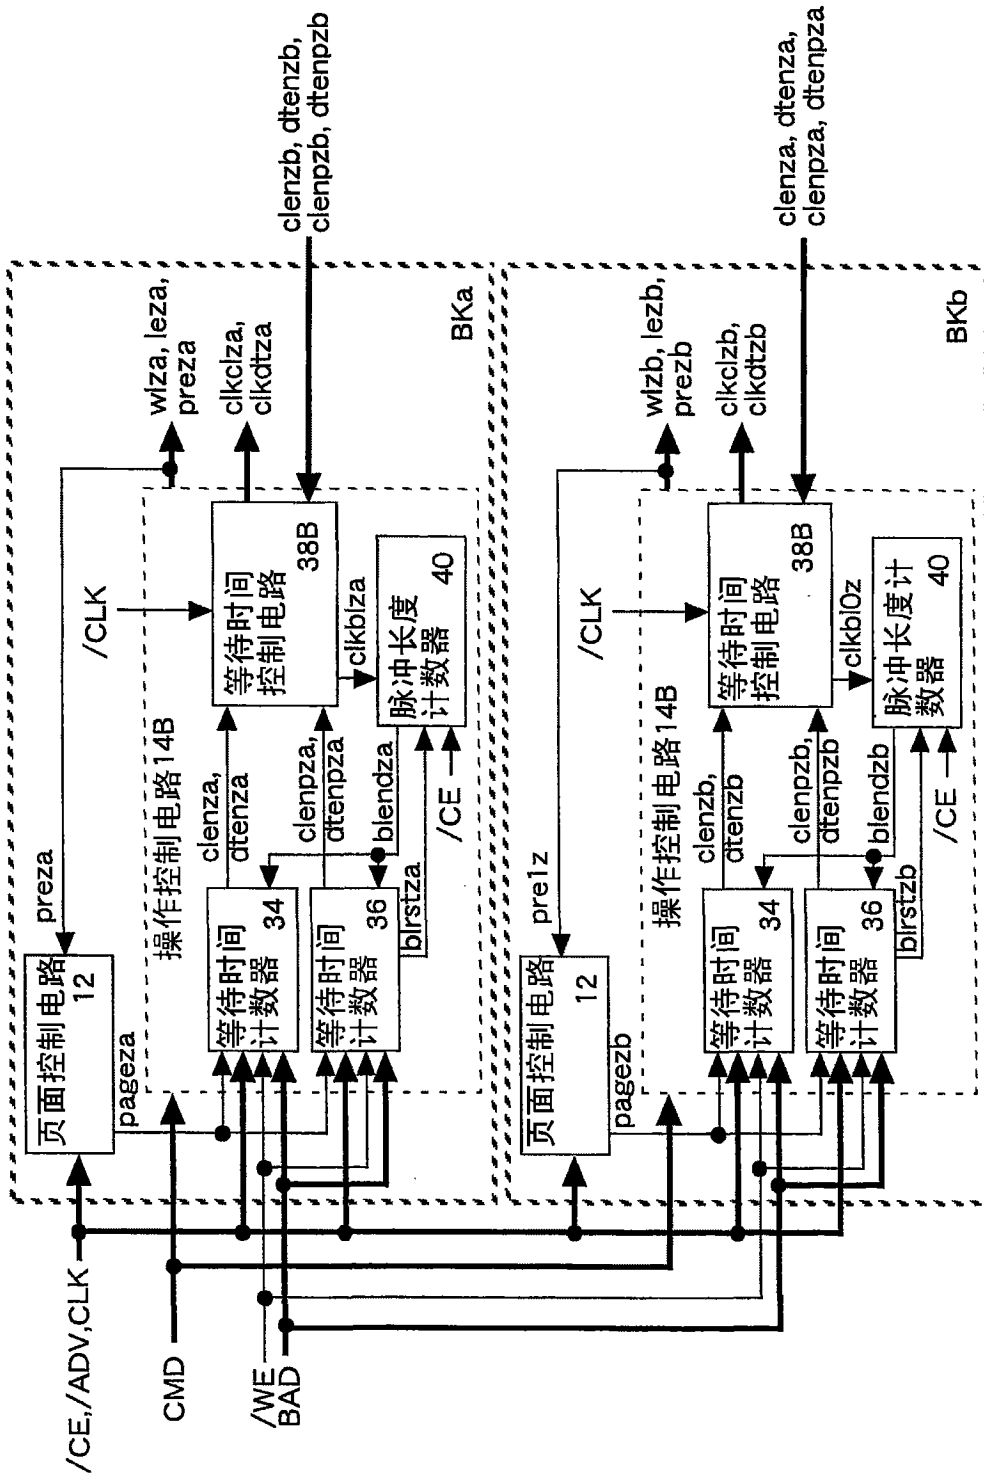 /CE,/ADV,CLK
CMD
/WE
BAD
页面控制电路
12
preza
pageza
wlza, leza,
preza
BKa
操作控制电路14B
/CLK
等待时间
计数器
34
等待时间
计数器
36
clenza,
dtenza
clenpza,
dtenpza
等待时间
控制电路
38B
clkclza,
clkdtza
clenzb, dtenzb,
clenpzb, dtenpzb
clkblza
脉冲长度
计数器
40
blendza
blrstza
/CE
页面控制电路
12
pre1z
pagezb
wlzb, lezb,
prezb
BKb
操作控制电路14B
/CLK
等待时间
计数器
34
等待时间
计数器
36
clenzb,
dtenzb
clenpzb,
dtenpzb
等待时间
控制电路
38B
clkclzb,
clkdtzb
clenza, dtenza,
clenpza, dtenpza
clkbl0z
脉冲长度计
数器
40
blendzb
blrstzb
/CE